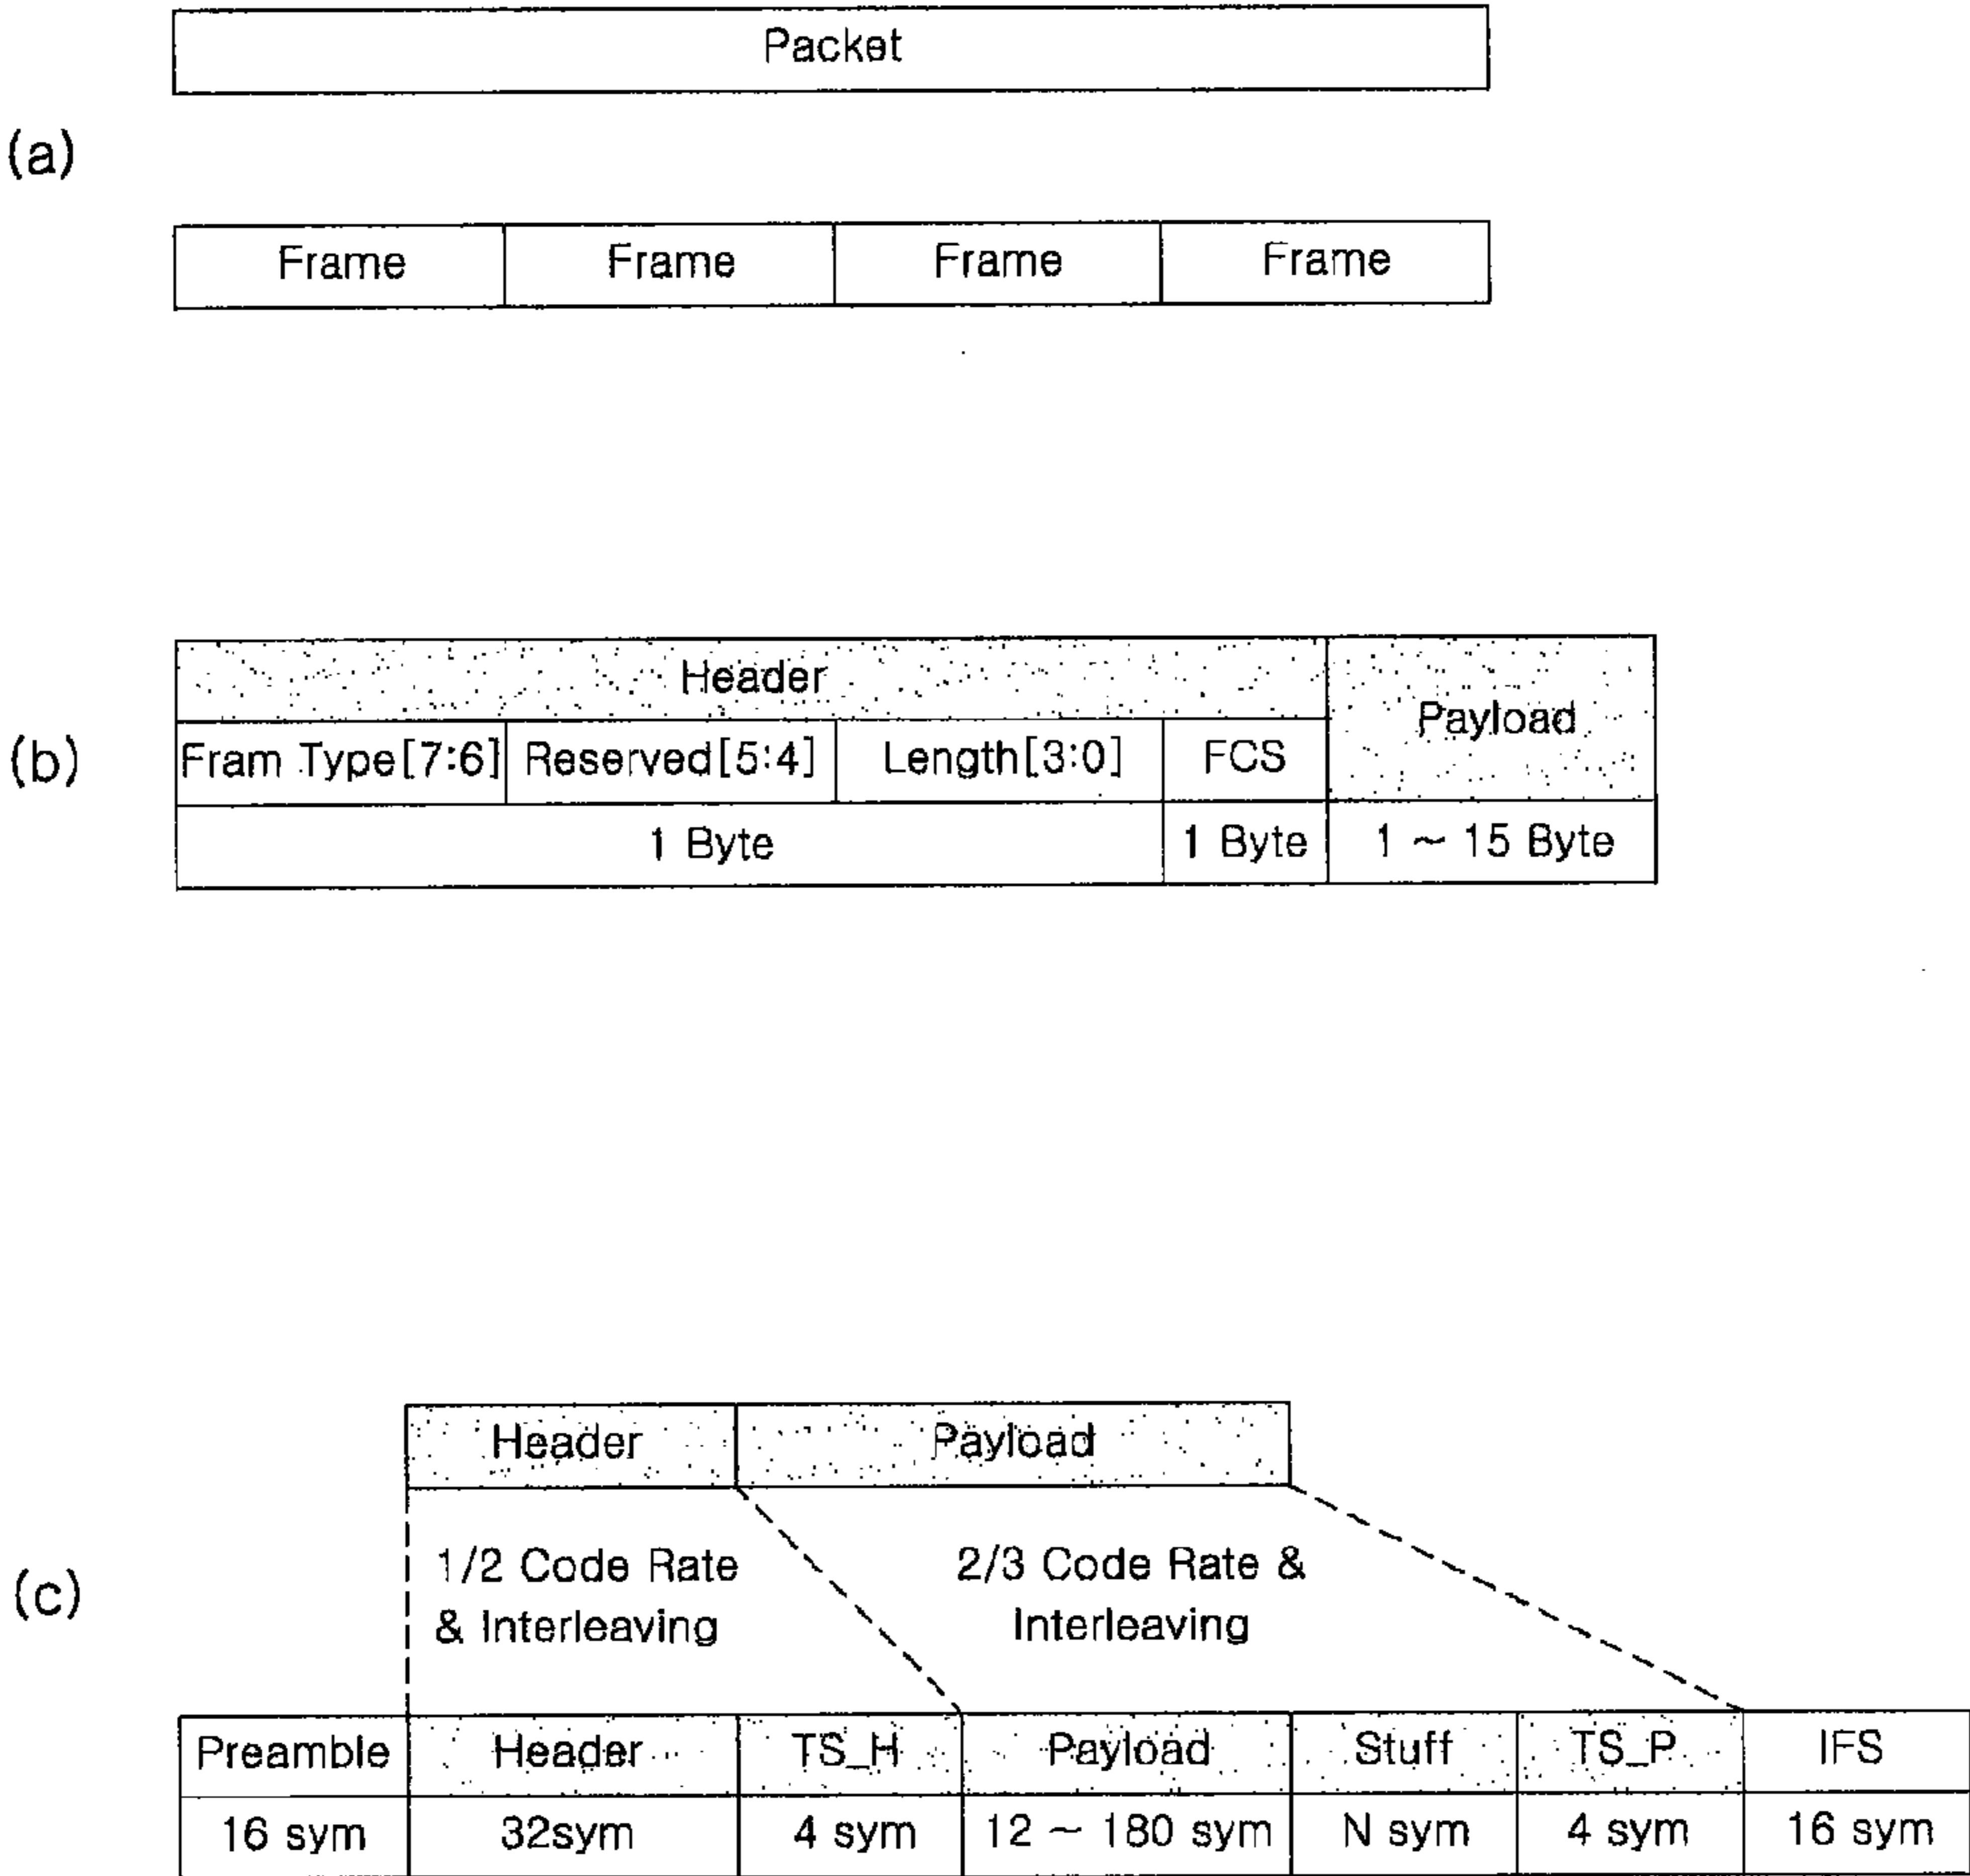 Packet
(a)
Frame Frame Frame Frame
Header
Payload
(b)
Fram Type[7:6] Reserved[5:4] Length[3:0] FCS
1 Byte 1 Byte 1 ~ 15 Byte
Header Payload
(c)
1/2 Code Rate
& Interleaving
2/3 Code Rate &
Interleaving
Preamble Header TS_H Payload Stuff TS_P IFS
16 sym 32sym 4 sym 12 ~ 180 sym N sym 4 sym 16 sym